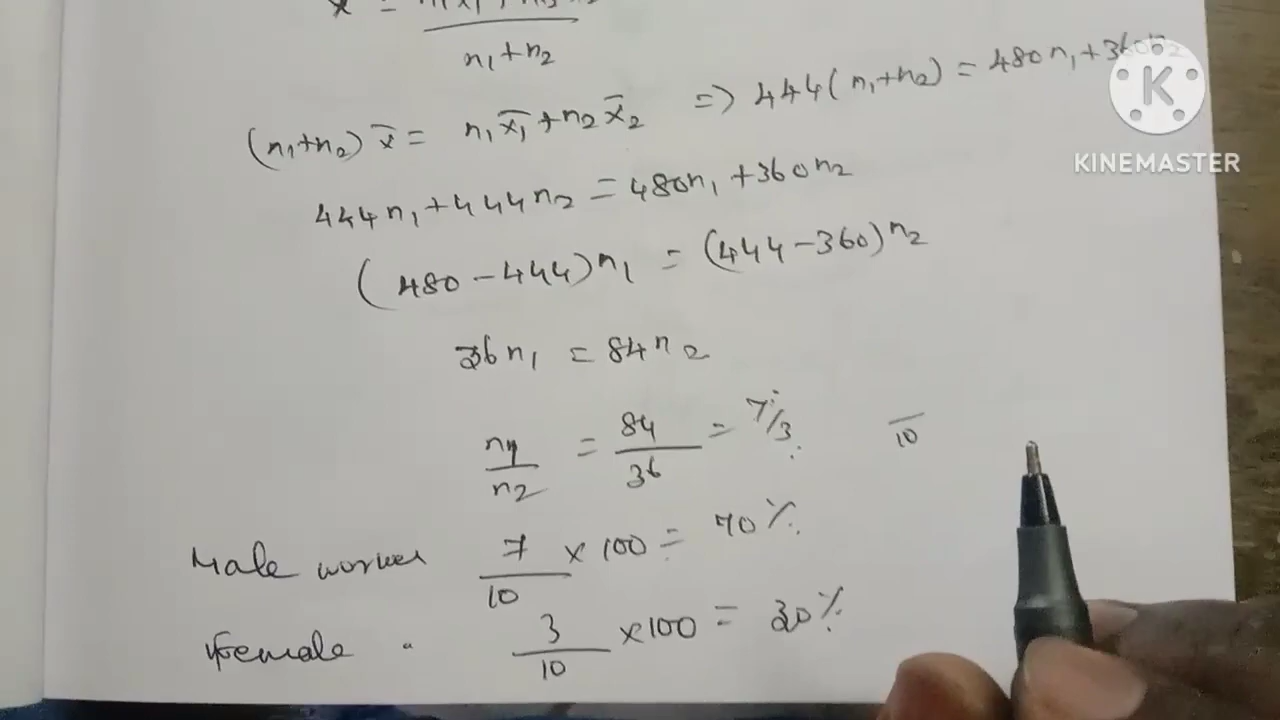 n₁+n₂
(n₁+n₂) x̄ = n₁x̄₁+n₂x̄₂ => 444(n₁+n₂) = 480n₁+360n₂
444n₁+444n₂ = 480n₁+360n₂
(480-444)n₁ = (444-360)n₂
36n₁ = 84n₂
n₁/n₂ = 84/36 = 7/3
10
Male worker 7/10 × 100 = 70%
Female " 3/10 ×100 = 30%
K
KINEMASTER